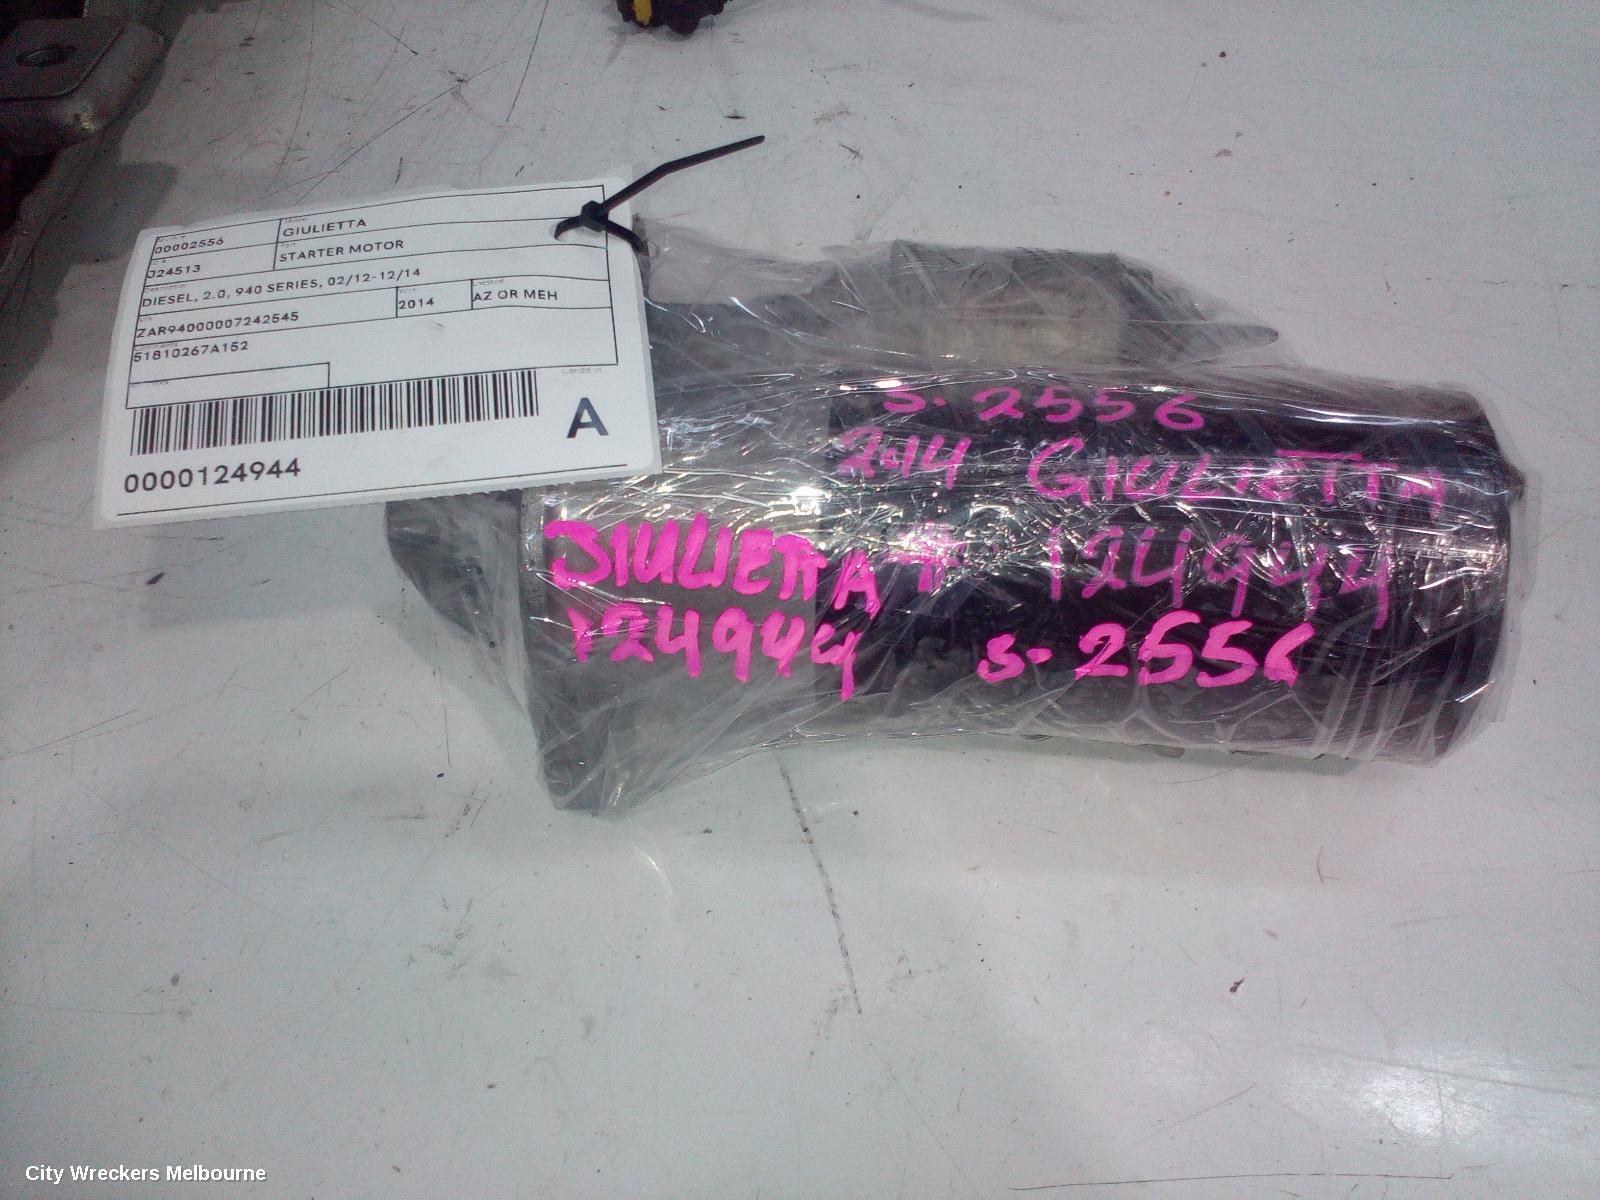 00002556
GIULIETTA
J24513
STARTER MOTOR
DIESEL, 2.0, 940 SERIES, 02/12-12/14
ZAR94000007242545
2014
AZ OR MEH
51810267A152
Condition
A
0000124944
S. 2556
2014 GIULIETTA
124944
GIULIETTA
124944
S-2556
City Wreckers Melbourne